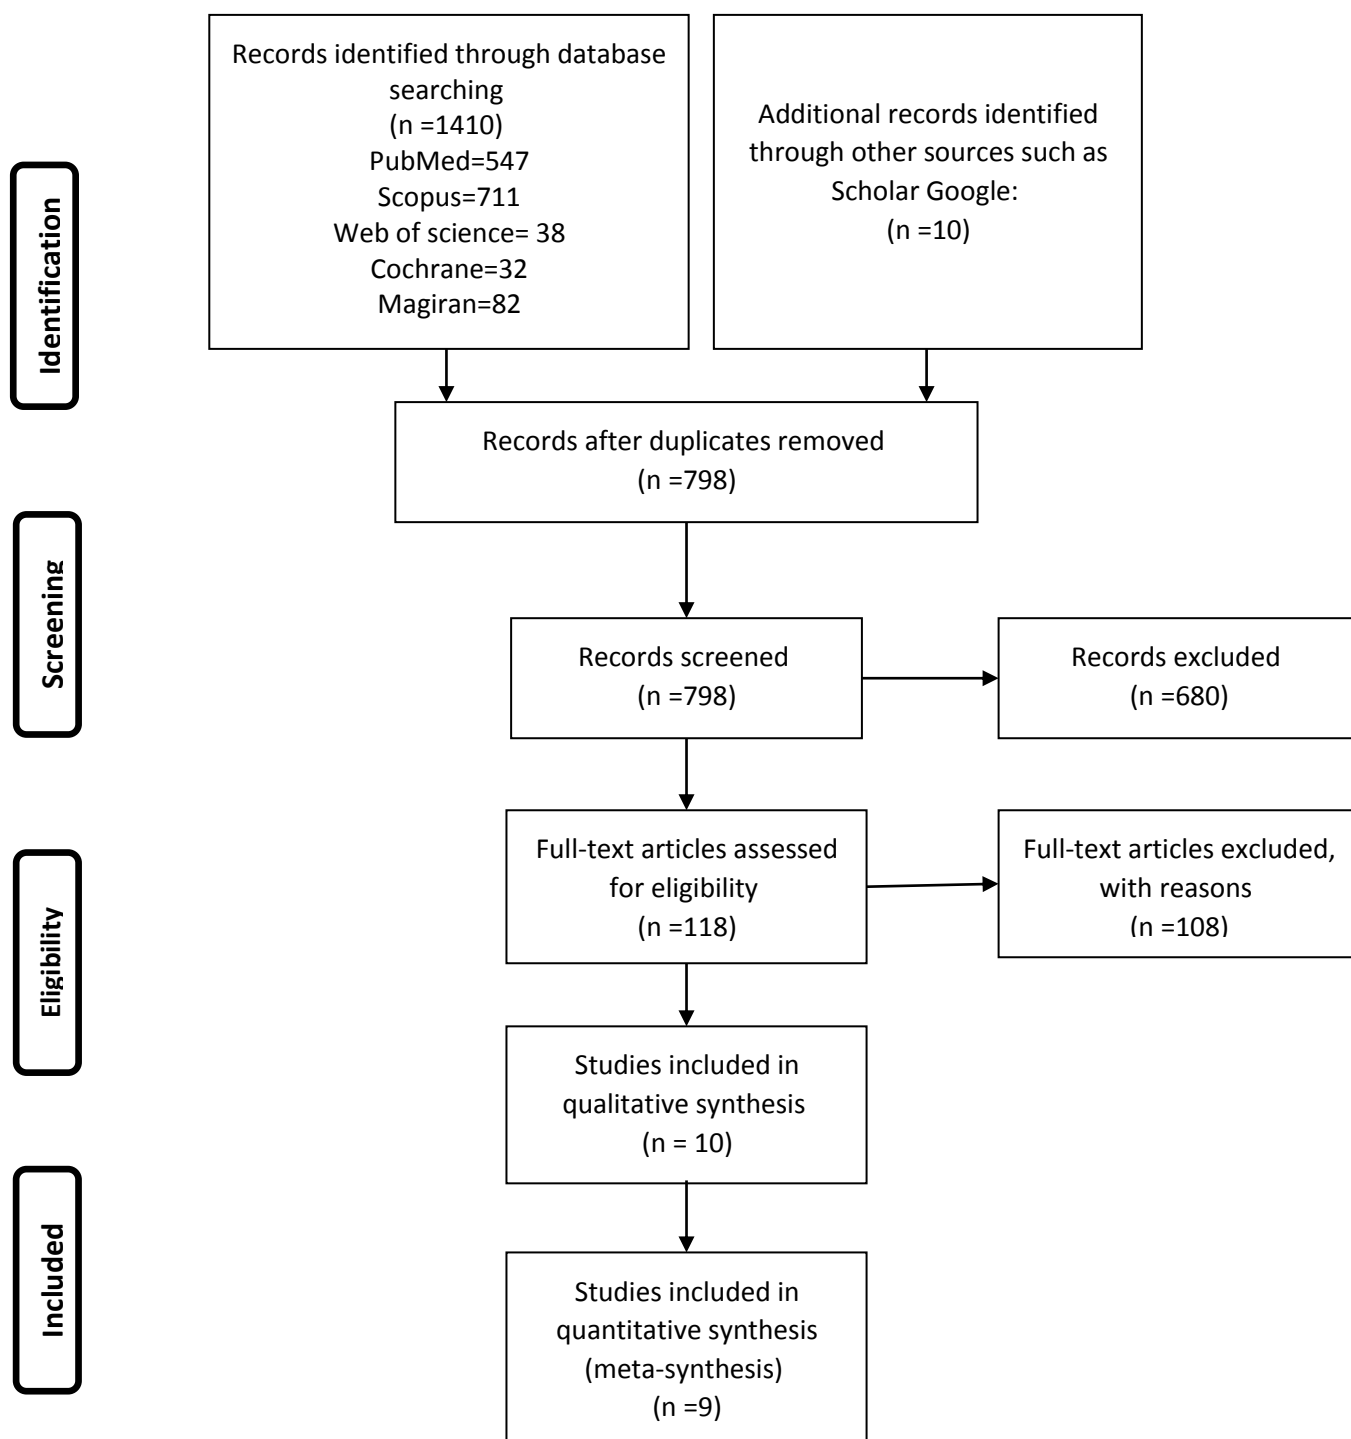 Records identified through database
searching
(n =1410)
PubMed=547
Scopus=711
Web of science= 38
Cochrane=32
Magiran=82
Additional records identified
through other sources such as
Scholar Google:
(n =10)
Identification
Records after duplicates removed
(n =798)
Screening
Records screened
(n =798)
Records excluded
(n =680)
Full-text articles assessed
for eligibility
(n =118)
Full-text articles excluded,
with reasons
(n =108)
Eligibility
Studies included in
qualitative synthesis
(n = 10)
Included
Studies included in
quantitative synthesis
(meta-synthesis)
(n =9)